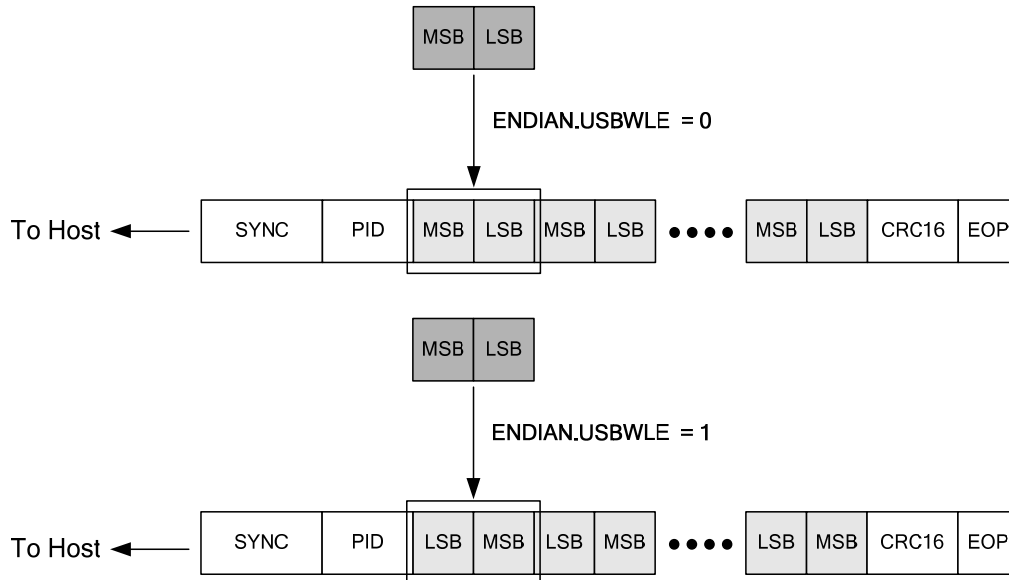 MSB LSB
ENDIAN.USBWLE = 0
To Host SYNC PID MSB LSB MSB LSB MSB LSB CRC16 EOP
MSB LSB
ENDIAN.USBWLE = 1
To Host SYNC PID LSB MSB LSB MSB LSB MSB CRC16 EOP